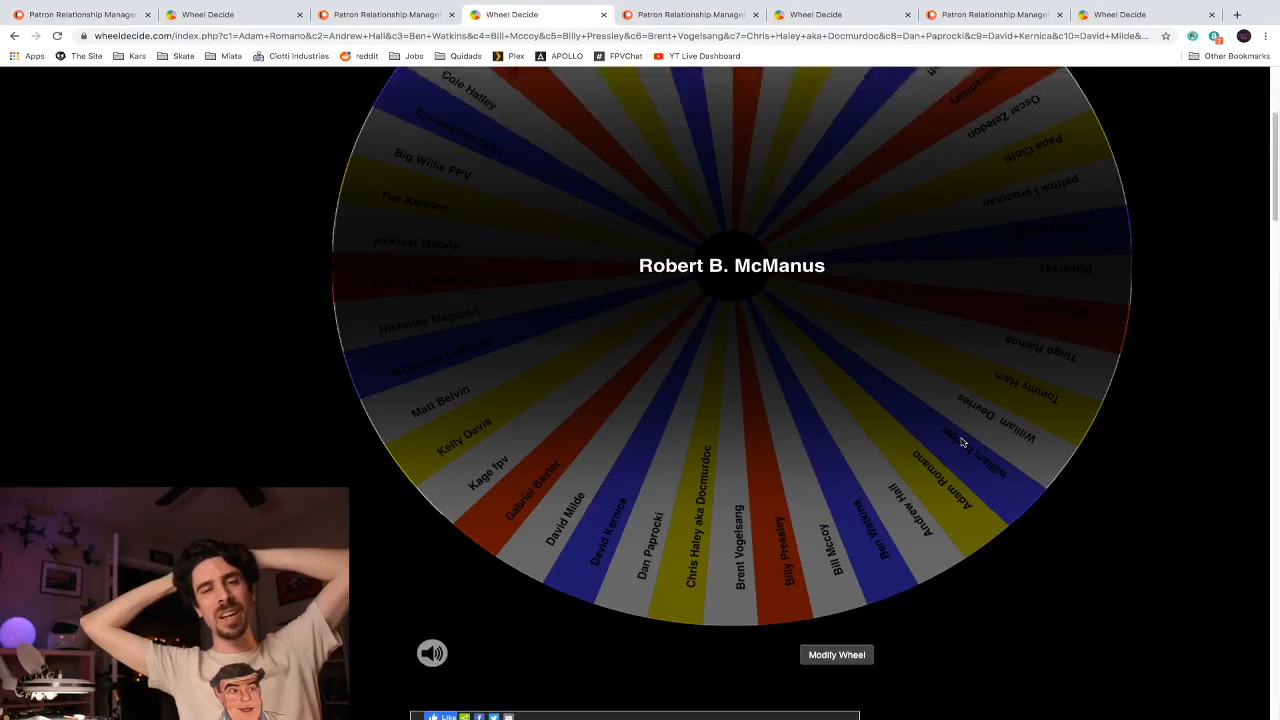 Patron Relationship Manager
Wheel Decide
Patron Relationship Manager
Wheel Decide
Patron Relationship Manager
Wheel Decide
Patron Relationship Manager
Wheel Decide
wheeldecide.com/index.php?c1=Adam+Romano&c2=Andrew+Hall&c3=Ben+Watkins&c4=Bill+Mccoy&c5=Billy+Pressley&c6=Brent+Vogelsang&c7=Chris+Haley+aka+Docmurdoc&c8=Dan+Paprocki&c9=David+Kernica&c10=David+Milde&...
Apps
The Site
Kars
Skate
Miata
Ciotti Industries
reddit
Jobs
Quidads
Plex
APOLLO
FPVChat
YT Live Dashboard
Other Bookmarks
Robert B. McManus
Cole Hatley
Big Willie FPV
Tim Karsten
sickfast Moody
Nicholas Magolan
Matt Belvin
Kelly Davis
Kage fpv
Gabriel Baxter
David Milde
David Kernica
Dan Paprocki
Chris Haley aka Docmurdoc
Brent Vogelsang
Billy Pressley
Bill Mccoy
Ben Watkins
Andrew Hall
Adam Romano
William
William Devries
Tommy Ham
Tiago Ramos
patrick l vrooman
Papa Ciotti
Oscar Zeledon
Modify Wheel
Like